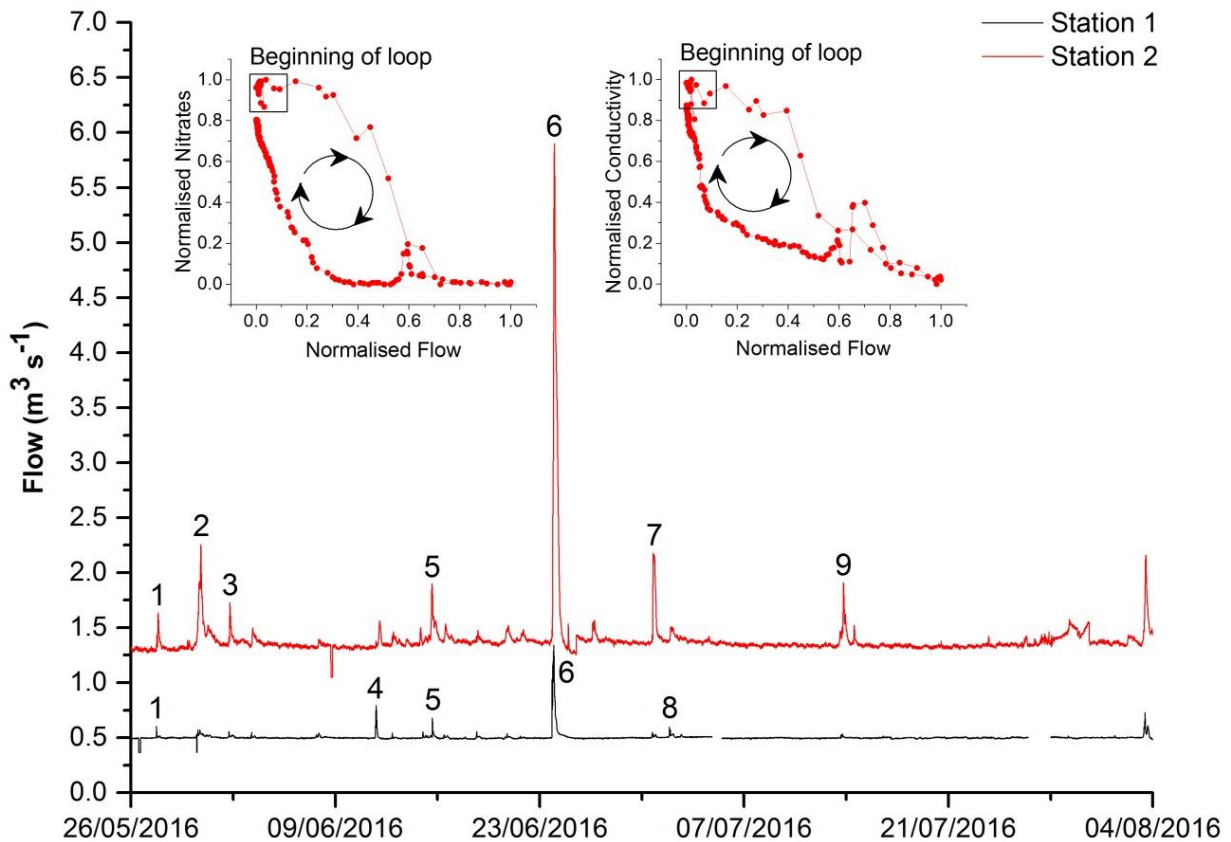 Station 1
Station 2
Beginning of loop
1.0
0.8
0.6
0.4
0.2
0.0
Normalised Nitrates
0.0 0.2 0.4 0.6 0.8 1.0
Normalised Flow
Beginning of loop
1.0
0.8
0.6
0.4
0.2
0.0
Normalised Conductivity
0.0 0.2 0.4 0.6 0.8 1.0
Normalised Flow
7.0
6.5
6.0
5.5
5.0
4.5
4.0
3.5
3.0
2.5
2.0
1.5
1.0
0.5
0.0
Flow (m³ s⁻¹)
6
1 2 3 5 7 9
1 4 5 6 8
26/05/2016 09/06/2016 23/06/2016 07/07/2016 21/07/2016 04/08/2016